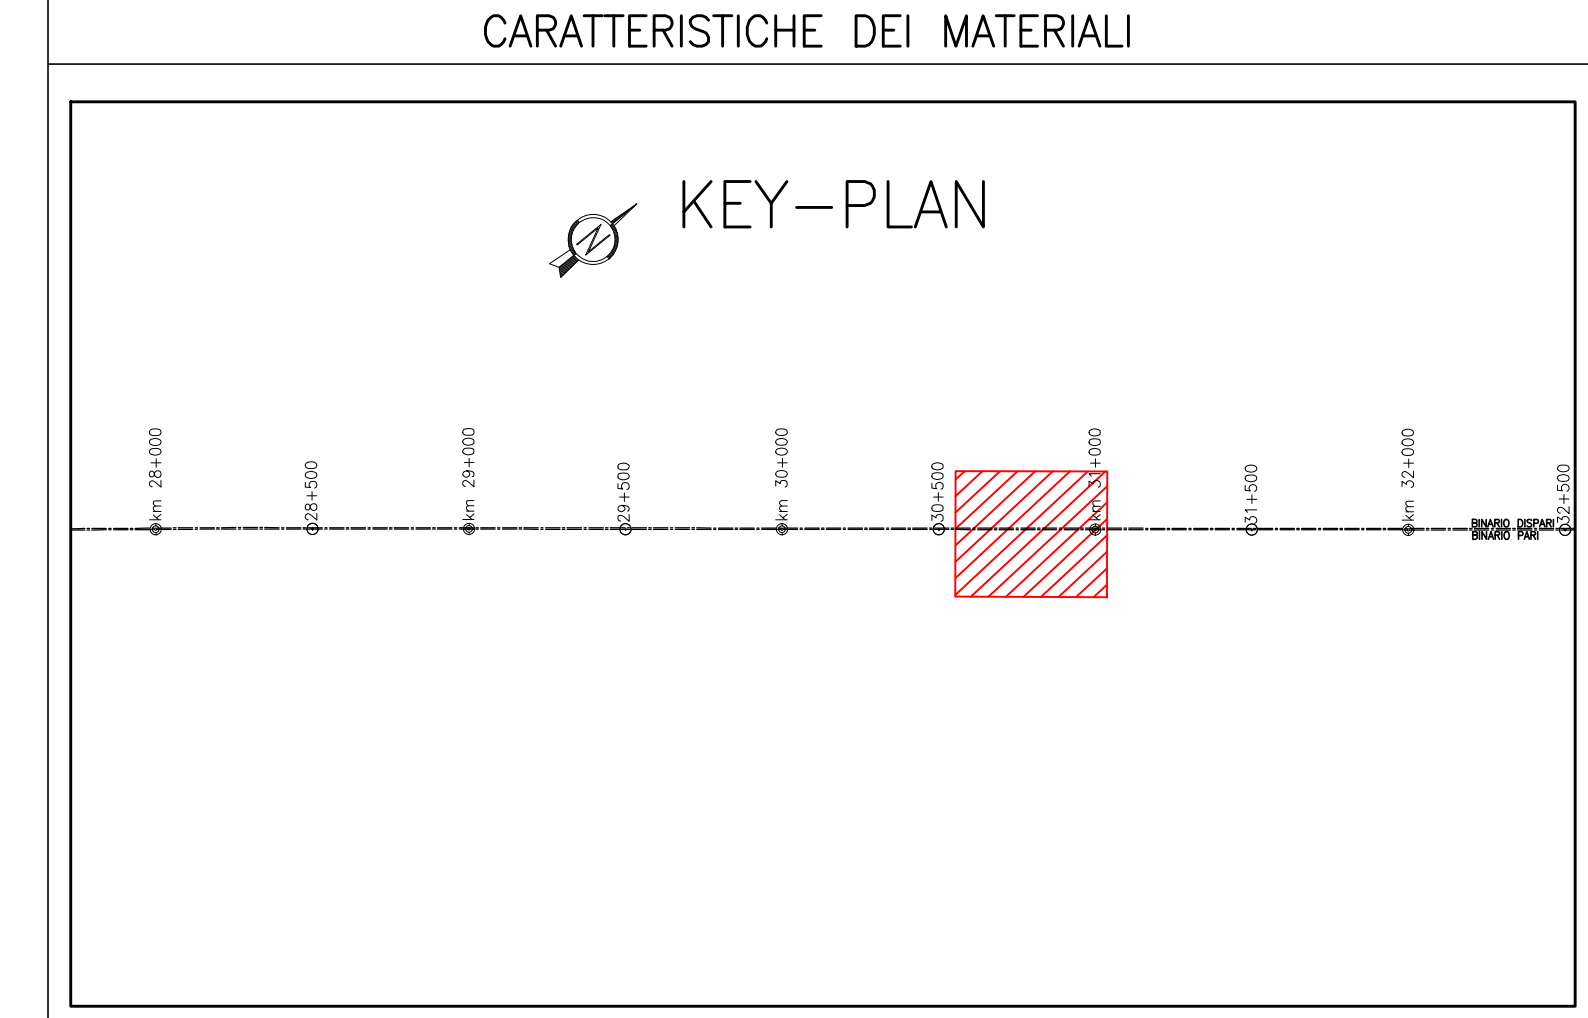 CARATTERISTICHE DEI MATERIALI
KEY-PLAN
N
km 28+000
28+500
km 29+000
29+500
km 30+000
30+500
km 31+000
31+500
km 32+000
32+500
BINARIO DISPARI
BINARIO PARI